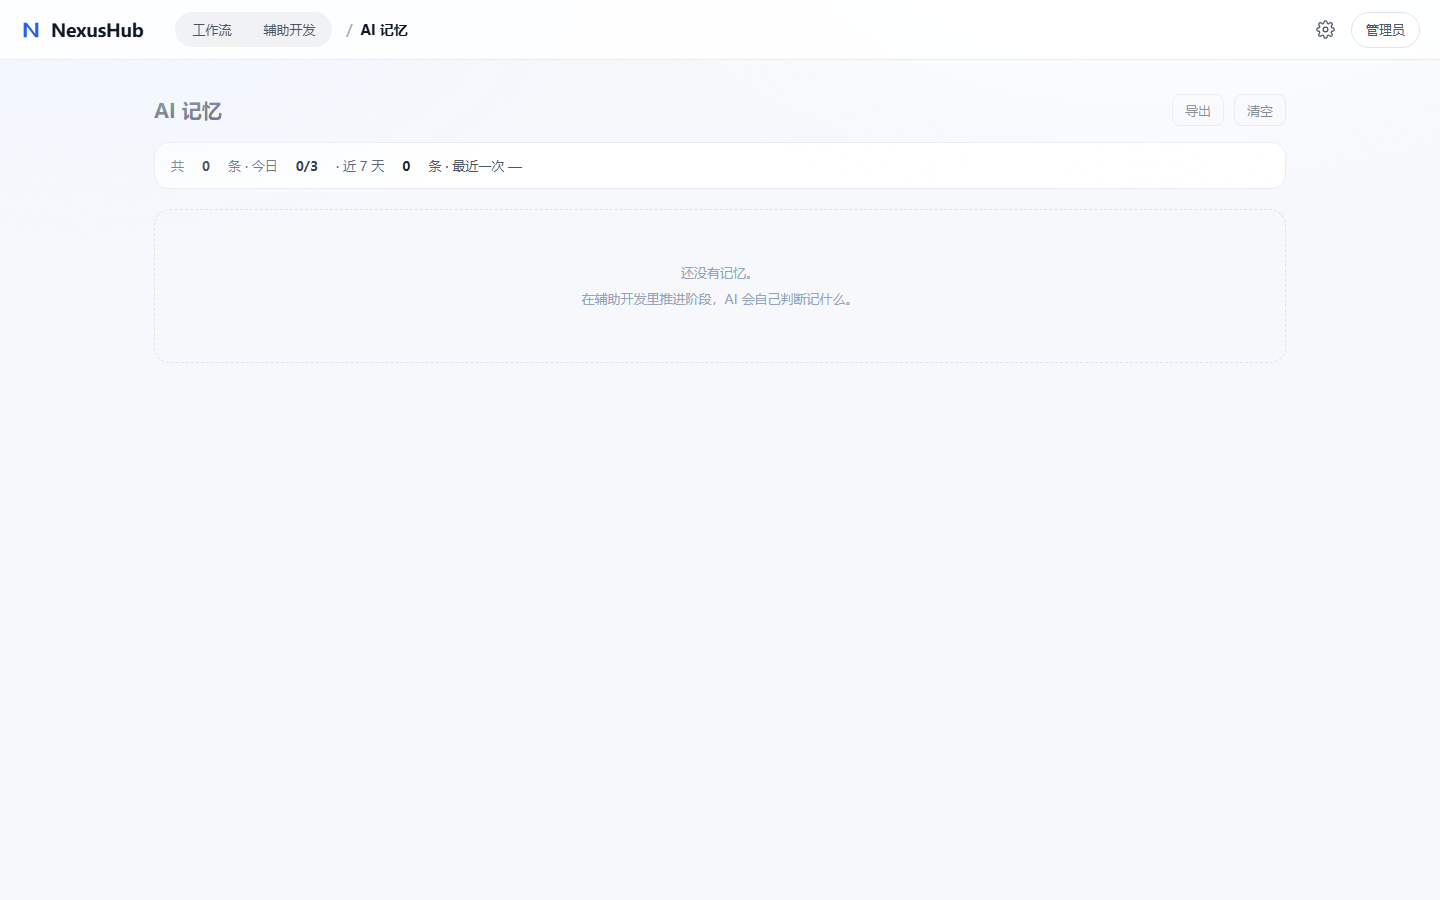 NexusHub 工作流 辅助开发 / AI 记忆 管理员
AI 记忆 导出 清空
共 0 条 · 今日 0/3 · 近 7 天 0 条 · 最近一次 —
还没有记忆。
在辅助开发里推进阶段，AI 会自己判断记什么。